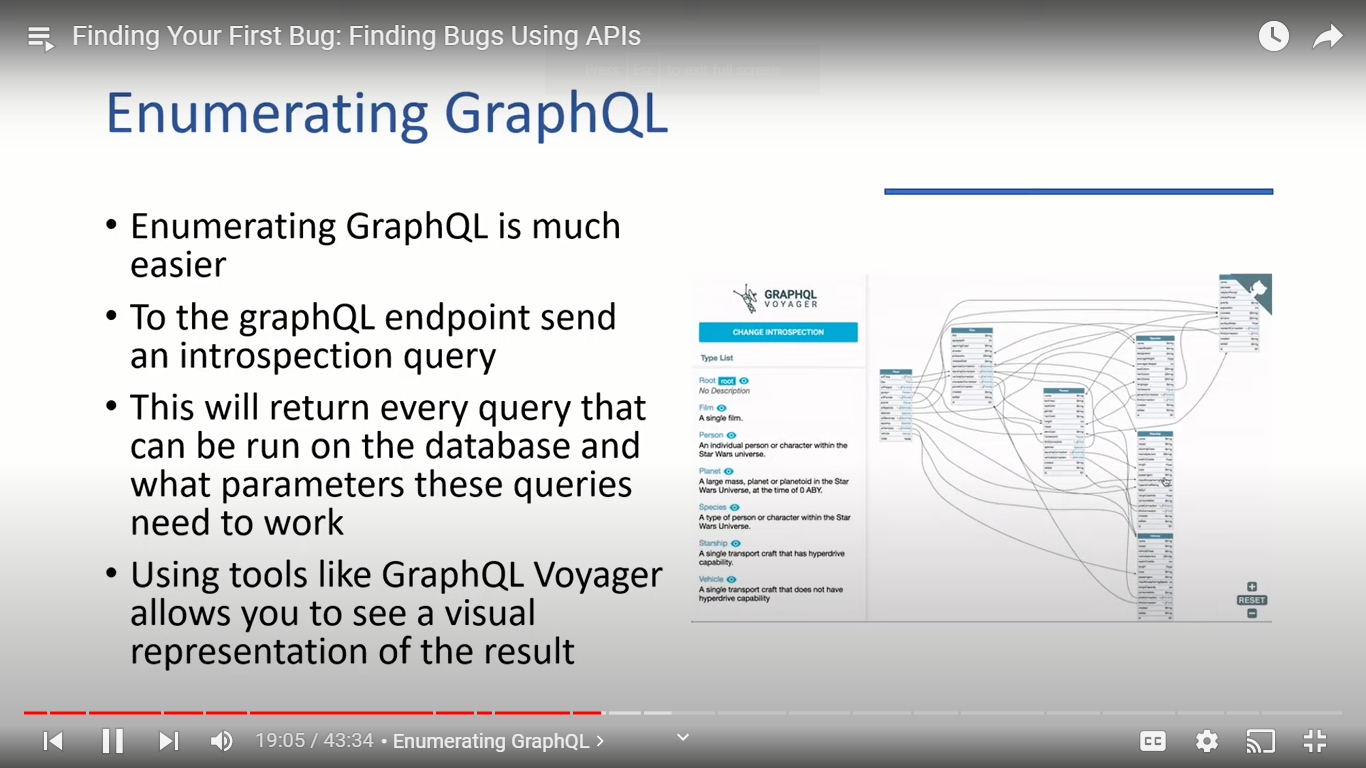 Finding Your First Bug: Finding Bugs Using APIs
Enumerating GraphQL
• Enumerating GraphQL is much
easier
• To the graphQL endpoint send
an introspection query
• This will return every query that
can be run on the database and
what parameters these queries
need to work
• Using tools like GraphQL Voyager
allows you to see a visual
representation of the result
GRAPHQL
VOYAGER
CHANGE INTROSPECTION
Type List
Root root
No Description
Film
A single film.
Person
An individual person or character within the
Star Wars universe.
Planet
A large mass, planet or planetoid in the Star
Wars Universe, at the time of 0 ABY.
Species
A type of person or character within the Star
Wars Universe.
Starship
A single transport craft that has hyperdrive
capability.
Vehicle
A single transport craft that does not have
hyperdrive capability
RESET
19:05 / 43:34 • Enumerating GraphQL >
CC